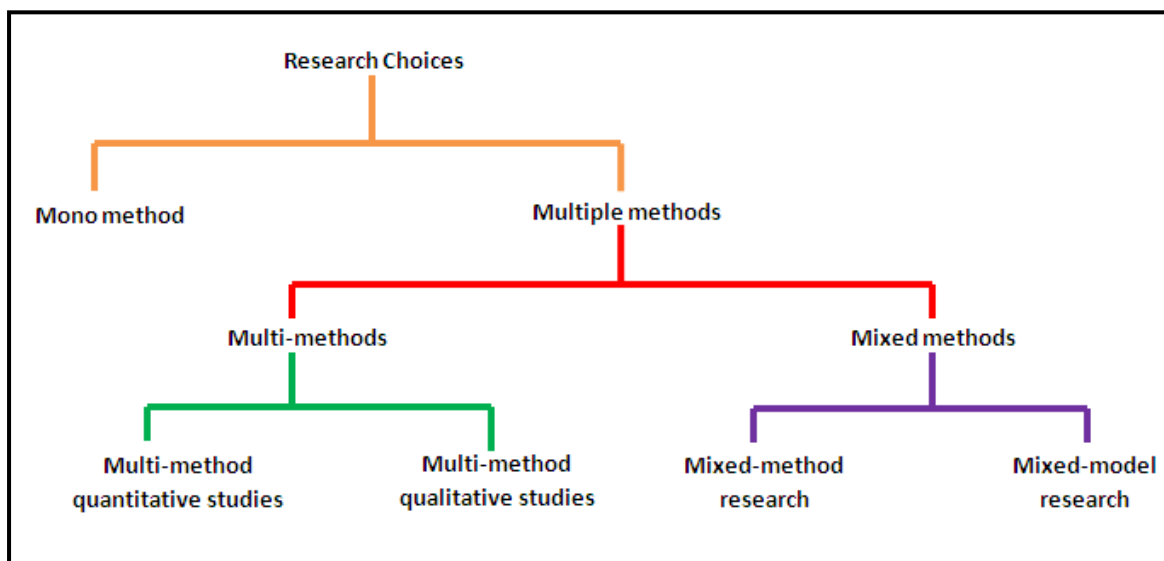 Research Choices
Mono method
Multiple methods
Multi-methods
Mixed methods
Multi-method
quantitative studies
Multi-method
qualitative studies
Mixed-method
research
Mixed-model
research